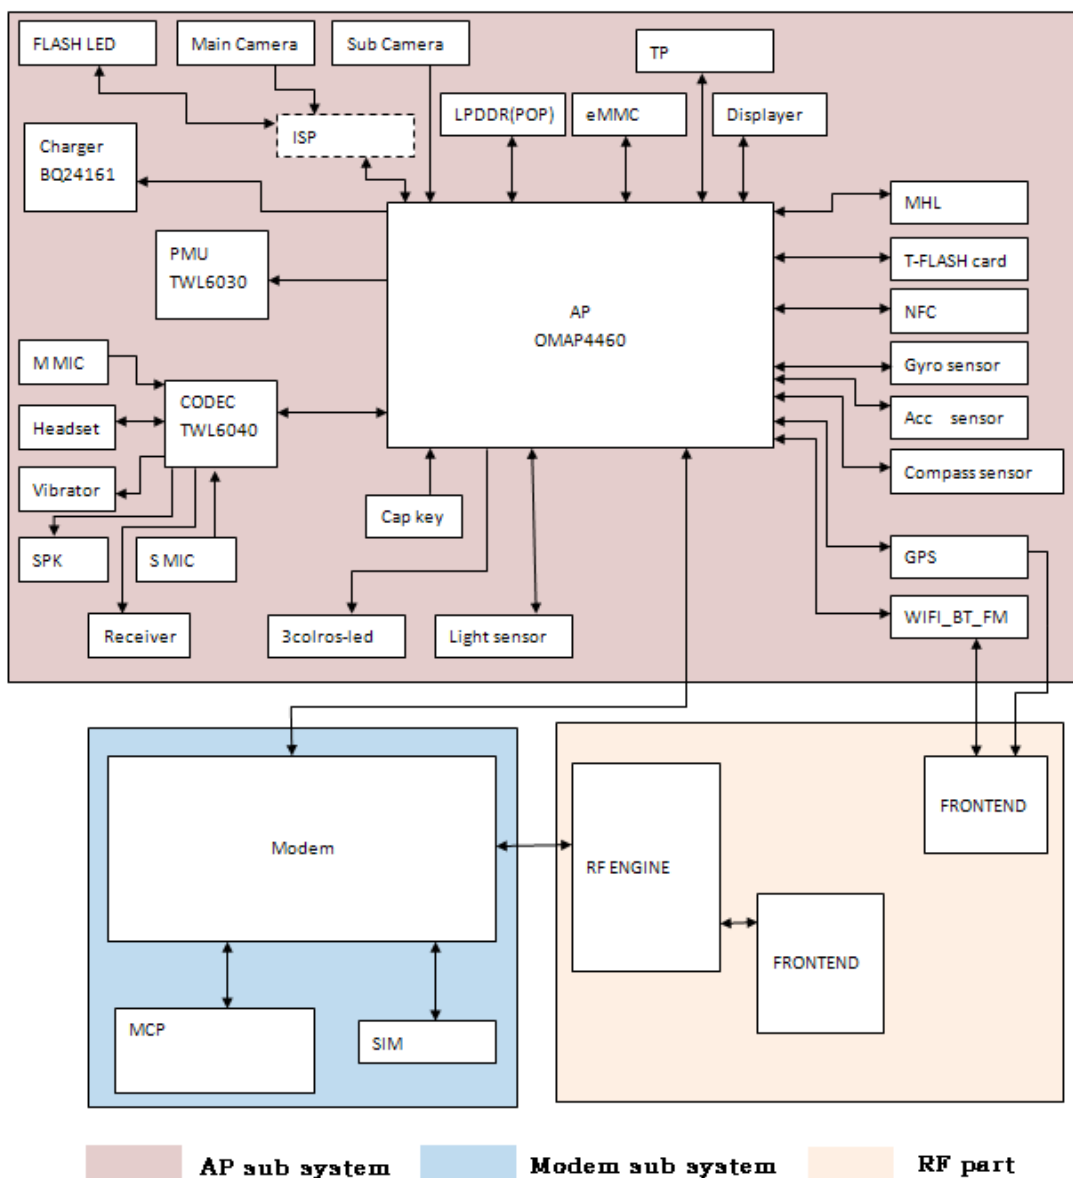 FLASH LED
Main Camera
Sub Camera
TP
LPDDR(POP)
eMMC
Displayer
ISP
Charger
BQ24161
MHL
PMU
TWL6030
T-FLASH card
AP
OMAP4460
NFC
M MIC
Gyro sensor
CODEC
TWL6040
Headset
Acc sensor
Compass sensor
Vibrator
Cap key
SPK
S MIC
GPS
Receiver
3colros-led
Light sensor
WIFI_BT_FM
Modem
RF ENGINE
FRONTEND
FRONTEND
MCP
SIM
AP sub system
Modem sub system
RF part